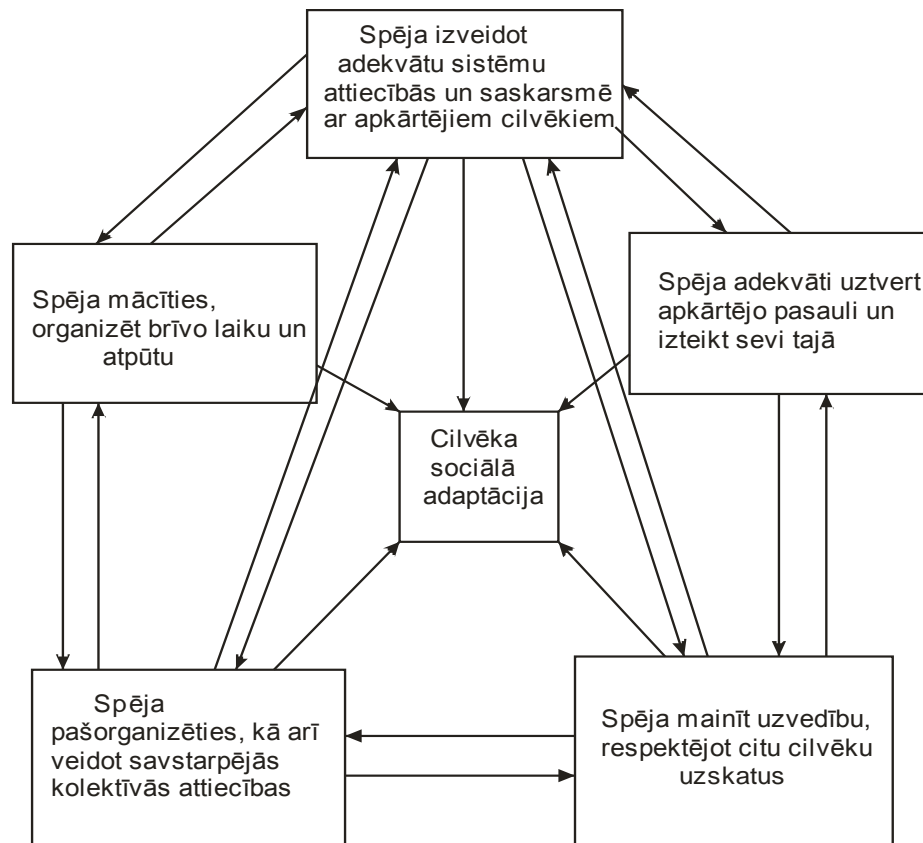 Spēja izveidot
adekvātu sistēmu
attiecībās un saskarsmē
ar apkārtējiem cilvēkiem
Spēja mācīties,
organizēt brīvo laiku un
atpūtu
Spēja adekvāti uztvert
apkārtējo pasauli un
izteikt sevi tajā
Cilvēka
sociālā
adaptācija
Spēja
pašorganizēties, kā arī
veidot savstarpējās
kolektīvās attiecības
Spēja mainīt uzvedību,
respektējot citu cilvēku
uzskatus